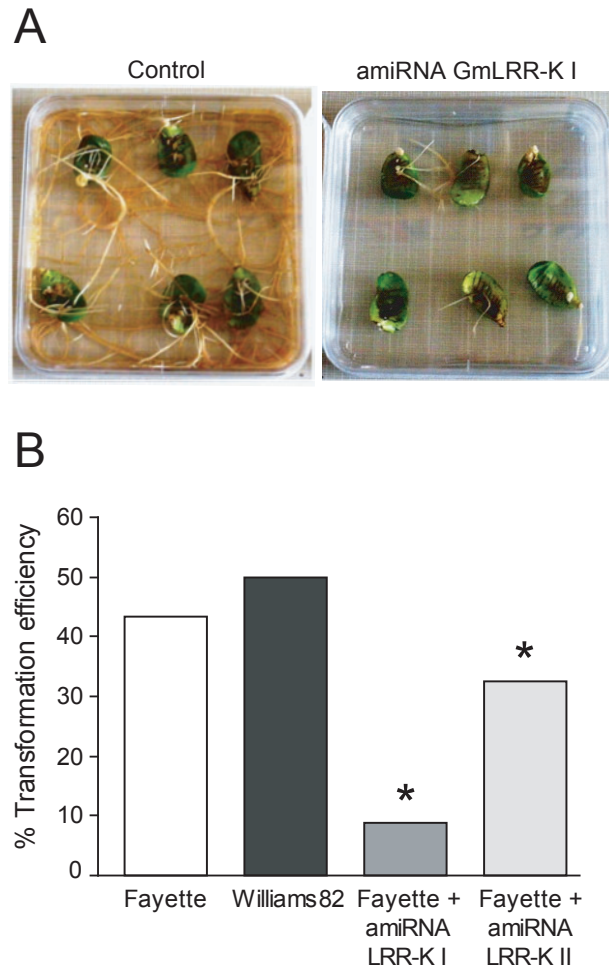 A
Control
amiRNA GmLRR-K I
B
% Transformation efficiency
60
50
40
30
20
10
0
*
*
Fayette
Williams82
Fayette +
amiRNA
LRR-K I
Fayette +
amiRNA
LRR-K II